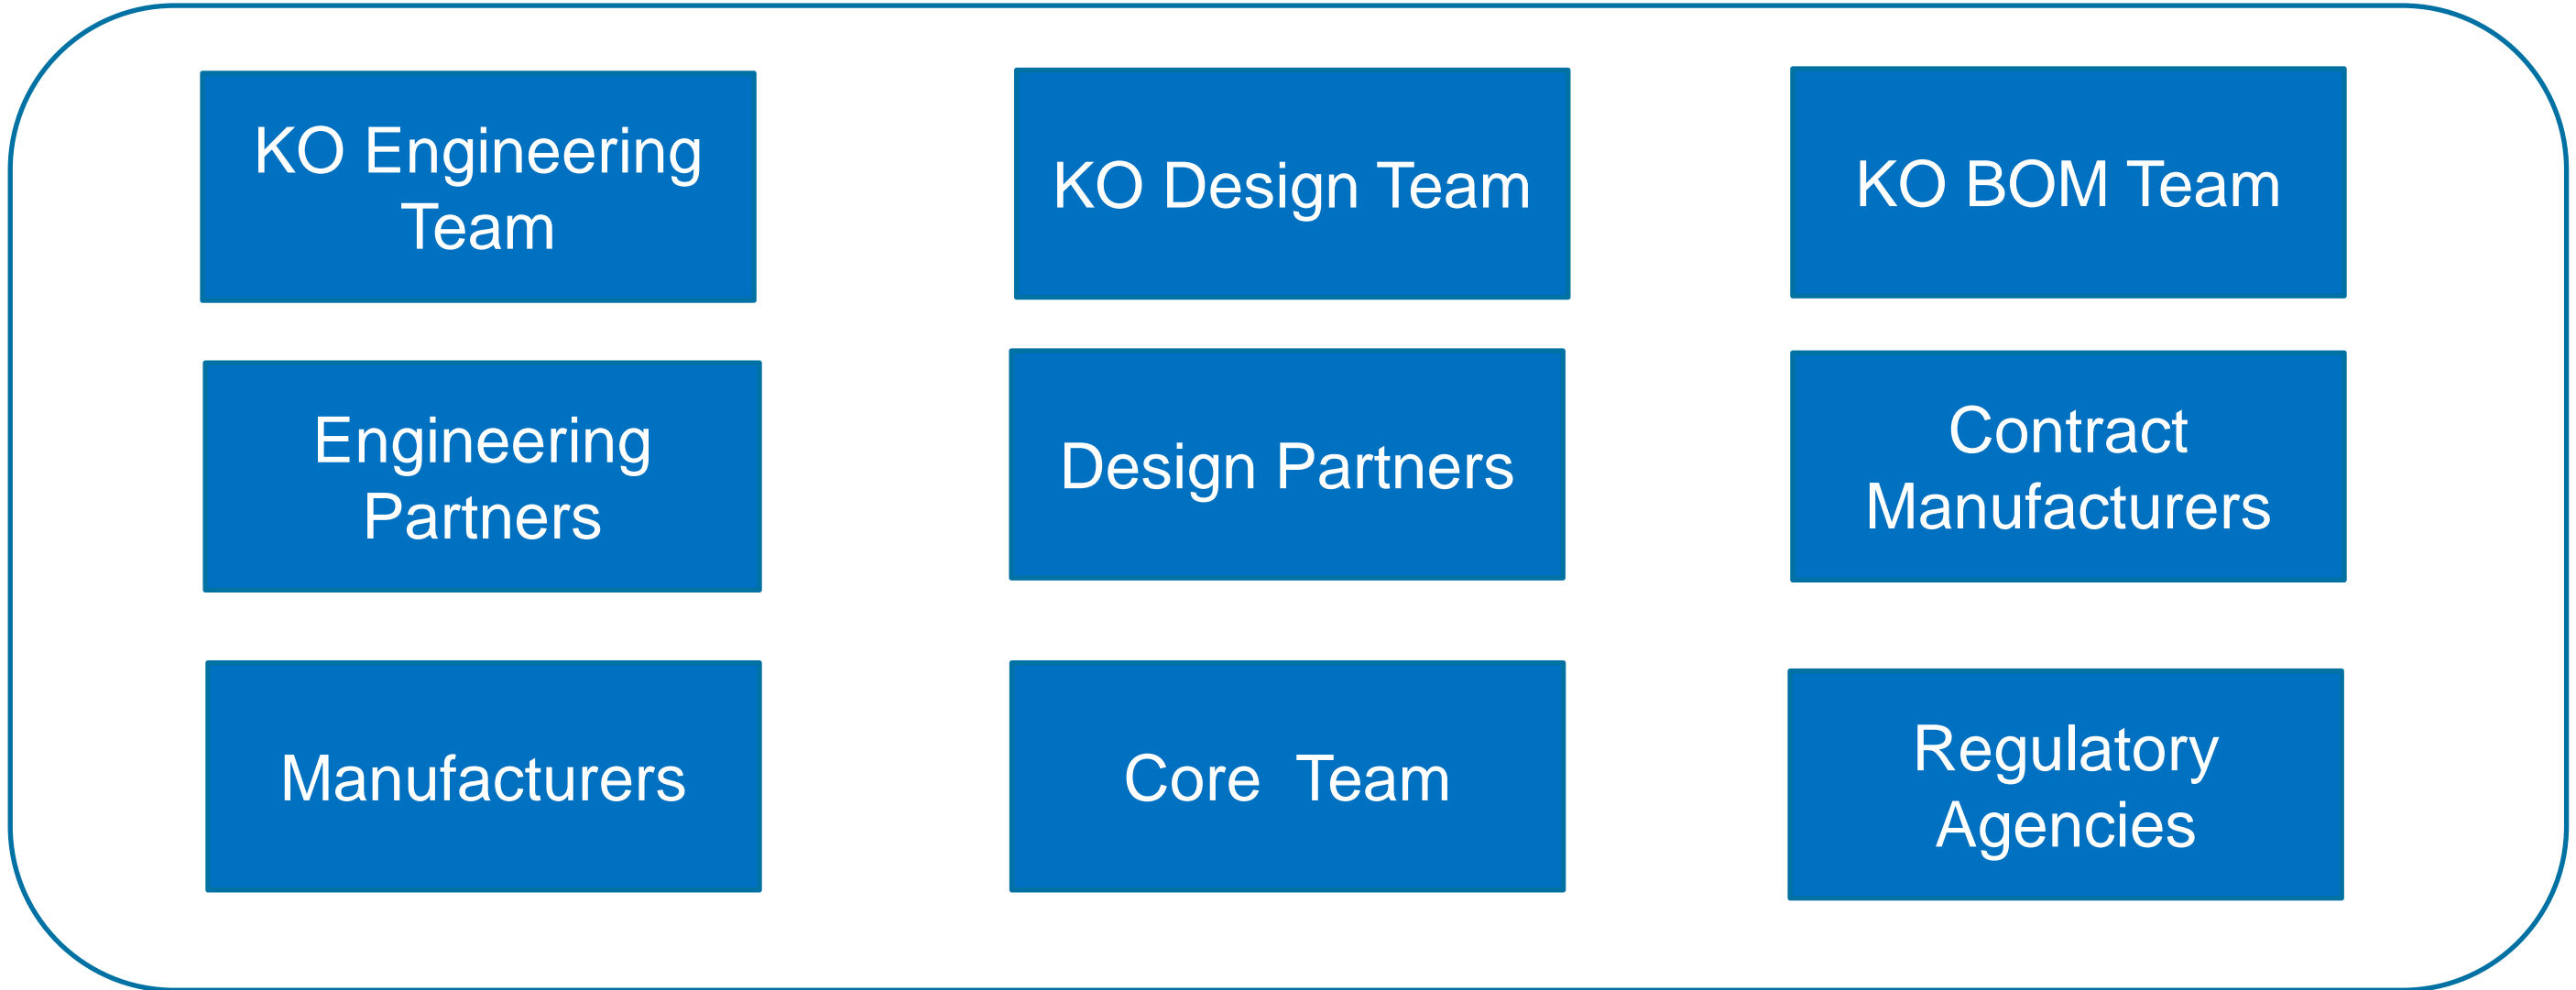 KO Engineering
Team
KO Design Team
KO BOM Team
Engineering
Partners
Design Partners
Contract
Manufacturers
Manufacturers
Core  Team
Regulatory
Agencies